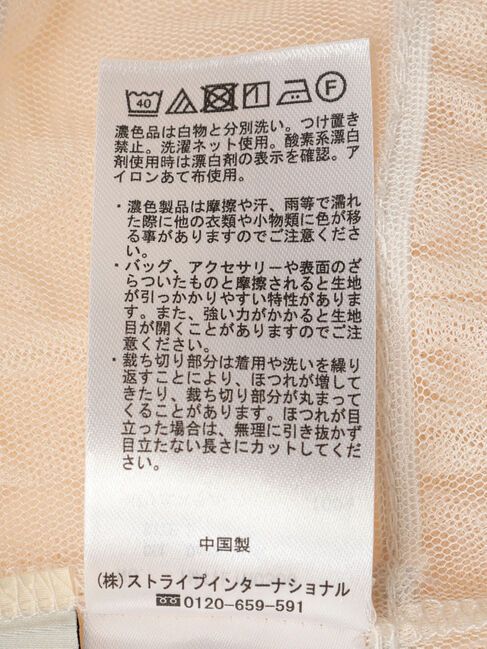 40 F
濃色品は白物と分別洗い。つけ置き
禁止。洗濯ネット使用。酸素系漂白
剤使用時は漂白剤の表示を確認。ア
イロンあて布使用。
・濃色製品は摩擦や汗、雨等で濡れ
た際に他の衣類や小物類に色が移
る事がありますのでご注意くださ
い。
・バッグ、アクセサリーや表面のざ
らついたものと摩擦されると生地
が引っかかりやすい特性がありま
す。また、強い力がかかると生地
目が開くことがありますのでご注
意ください。
・裁ち切り部分は着用や洗いを繰り
返すことにより、ほつれが増して
きたり、裁ち切り部分が丸まって
くることがあります。ほつれが目
立った場合は、無理に引き抜かず
目立たない長さにカットしてくだ
さい。
中国製
(株)ストライプインターナショナル
0120-659-591